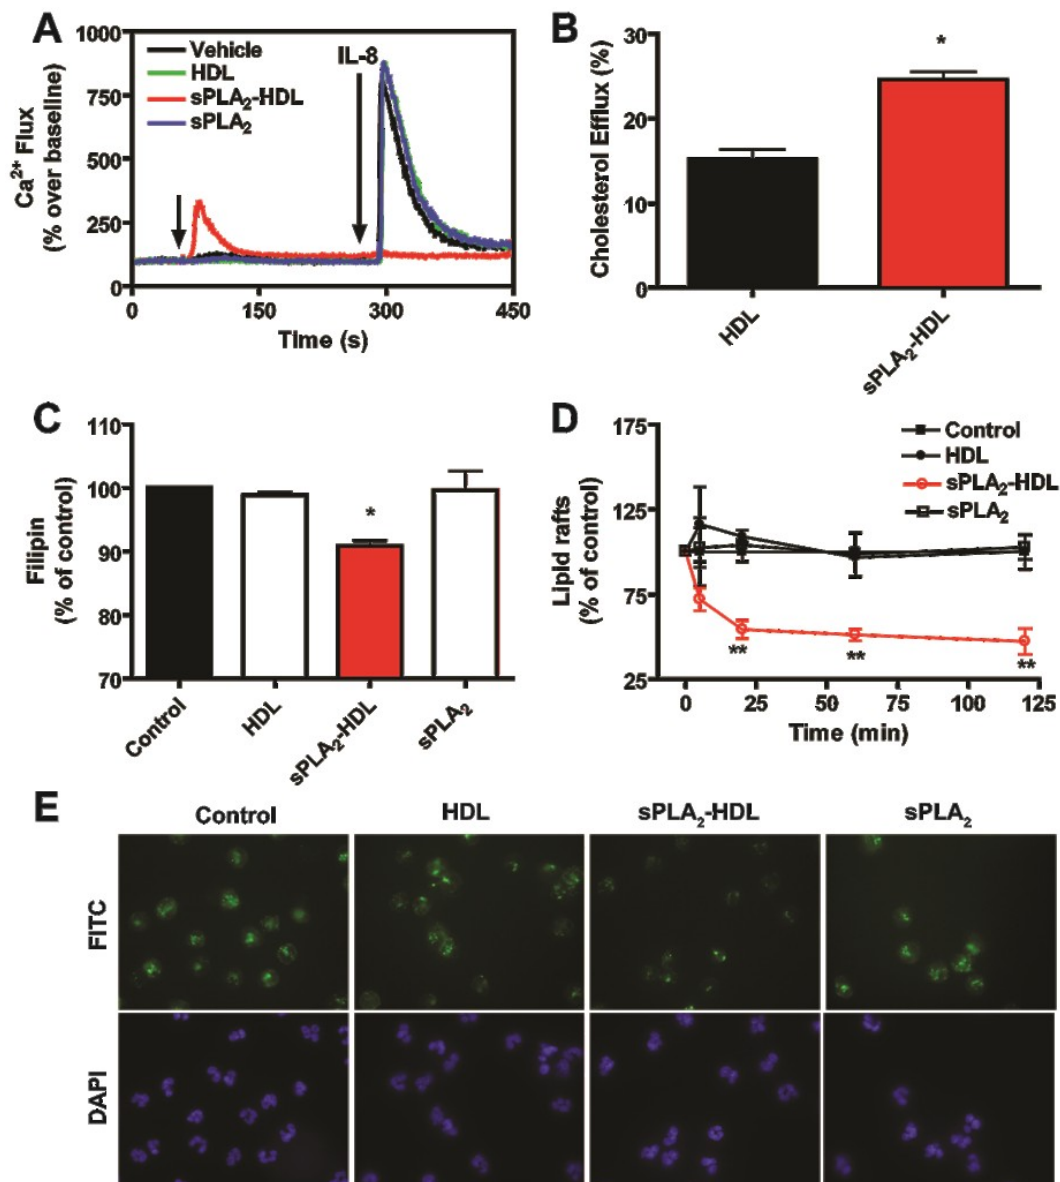 A
1000
750
500
250
0
Ca²⁺ Flux
(% over baseline)
Vehicle
HDL
sPLA₂-HDL
sPLA₂
IL-8
0 150 300 450
Time (s)
B
30
20
10
0
Cholesterol Efflux (%)
*
HDL
sPLA₂-HDL
C
110
100
90
80
70
Filipin
(% of control)
*
Control
HDL
sPLA₂-HDL
sPLA₂
D
175
125
75
25
Lipid rafts
(% of control)
Control
HDL
sPLA₂-HDL
sPLA₂
** ** **
0 25 50 75 100 125
Time (min)
E
Control HDL sPLA₂-HDL sPLA₂
FITC
DAPI